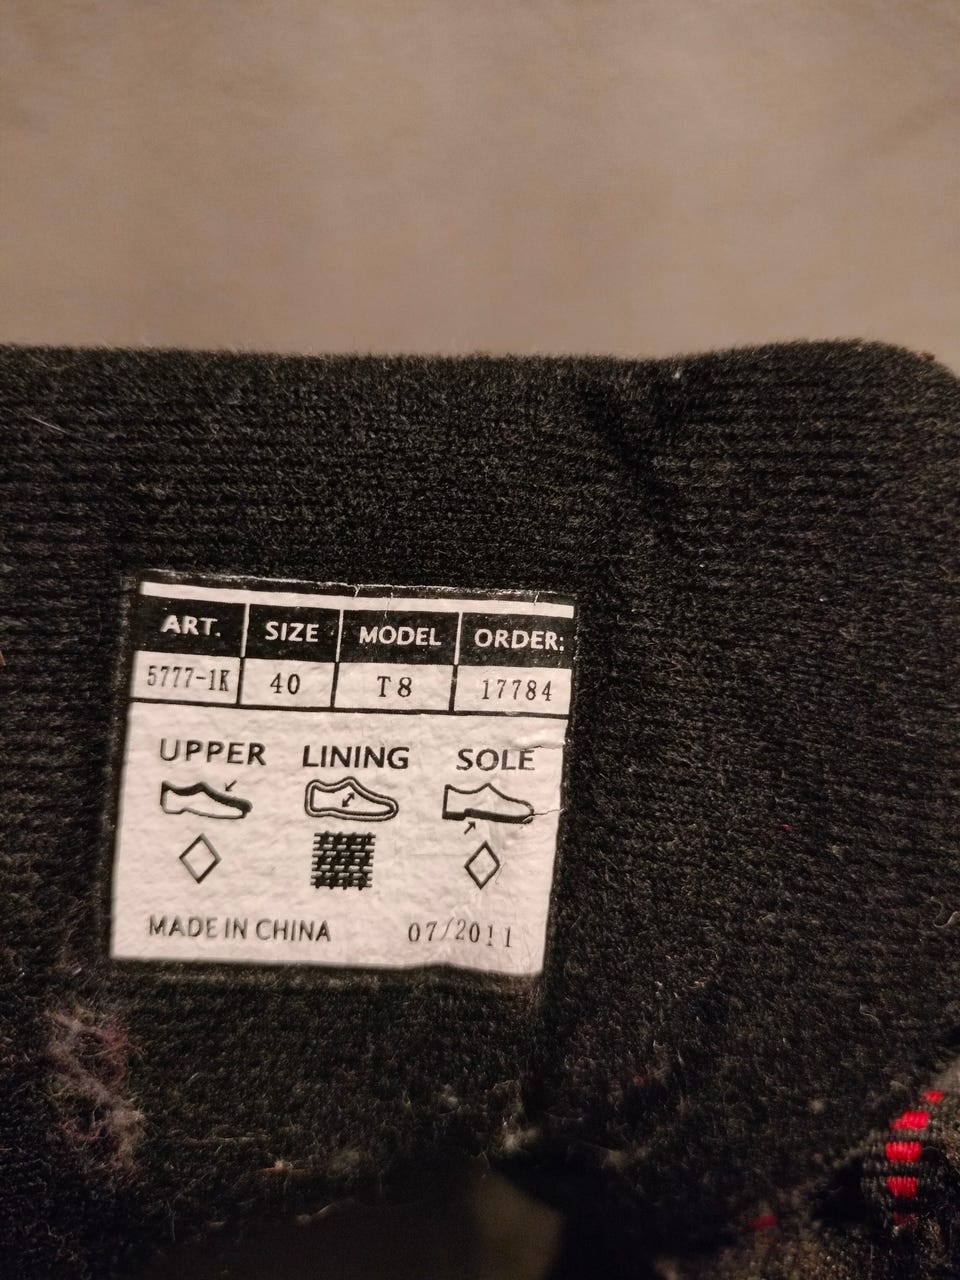 ART. SIZE MODEL ORDER:
5777-1K 40 T8 17784
UPPER LINING SOLE
MADE IN CHINA 07/2011